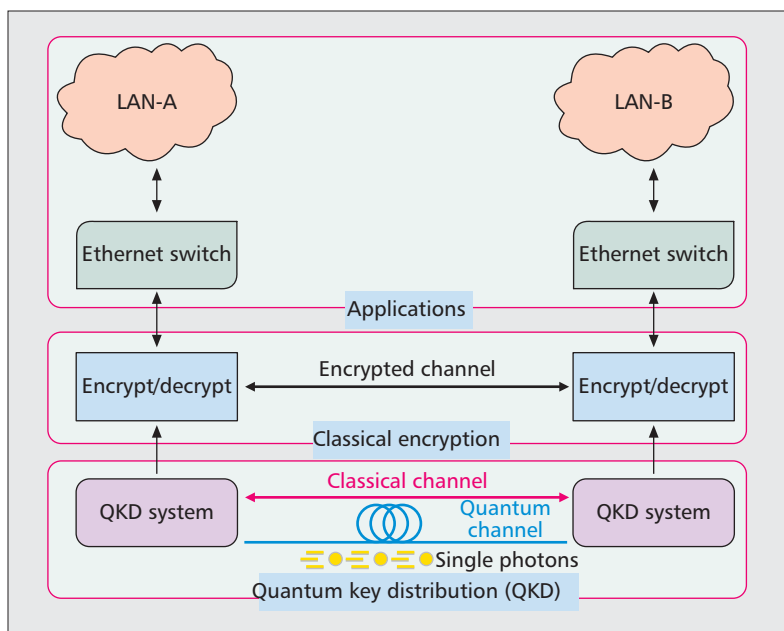 LAN-A
LAN-B
Ethernet switch
Ethernet switch
Applications
Encrypt/decrypt
Encrypted channel
Encrypt/decrypt
Classical encryption
QKD system
Classical channel
QKD system
Quantum
channel
Single photons
Quantum key distribution (QKD)